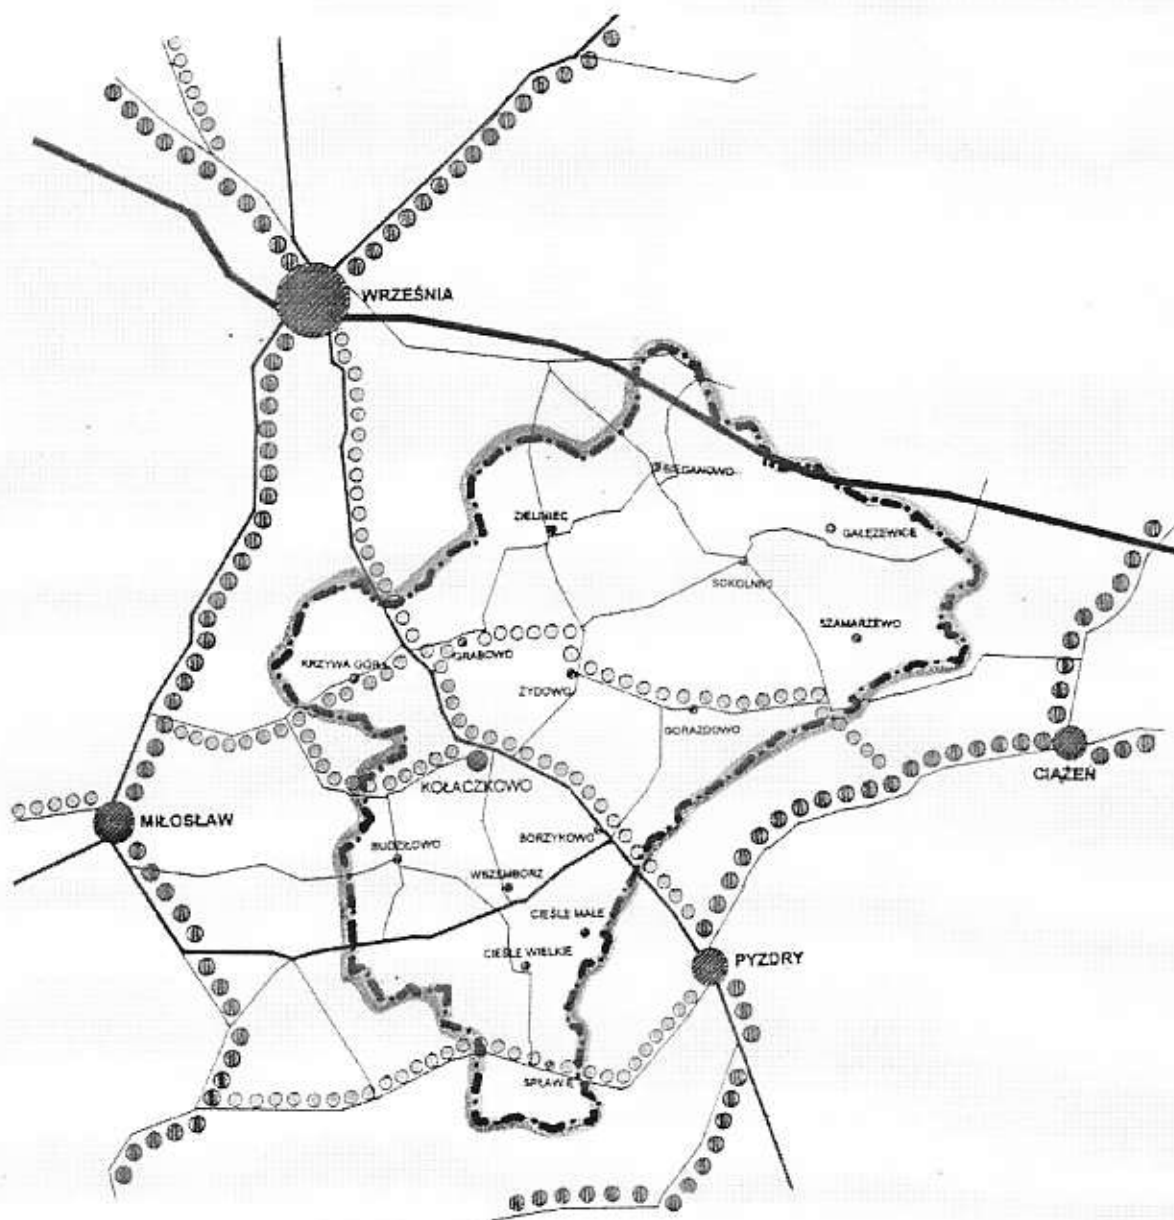 WRZEŚNIA
BIEGANOWO
ZIELINIEC
GAŁĘZEWICE
SOKOLNIKI
SZAMARZEWO
GRABOWO
KRZYWA GÓRA
ŻYDOWO
GORAZDOWO
CIĄŻEŃ
KOŁACZKOWO
MIŁOSŁAW
BORZYKOWO
BUDZIŁOWO
WSZEMBORZ
CIEŚLE MAŁE
CIEŚLE WIELKIE
PYZDRY
SPŁAWIE